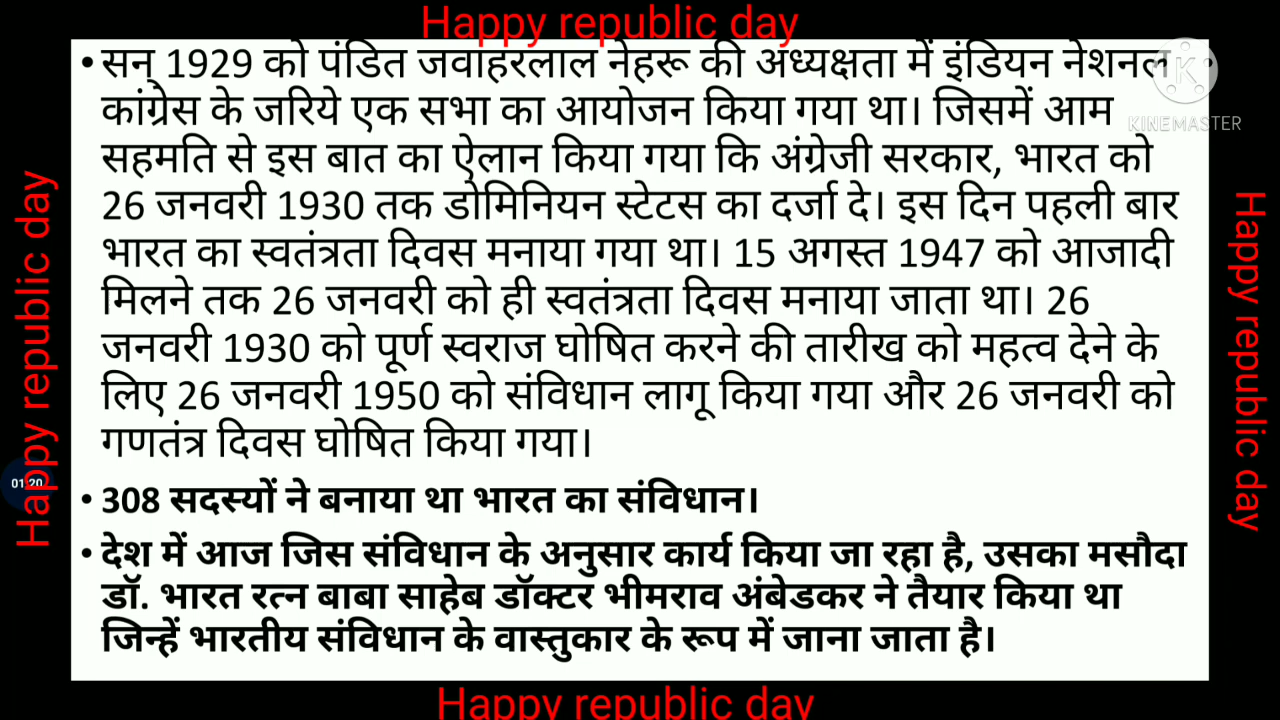 Happy republic day
• सन् 1929 को पंडित जवाहरलाल नेहरू की अध्यक्षता में इंडियन नेशनल
कांग्रेस के जरिये एक सभा का आयोजन किया गया था। जिसमें आम
सहमति से इस बात का ऐलान किया गया कि अंग्रेजी सरकार, भारत को
26 जनवरी 1930 तक डोमिनियन स्टेटस का दर्जा दे। इस दिन पहली बार
भारत का स्वतंत्रता दिवस मनाया गया था। 15 अगस्त 1947 को आजादी
मिलने तक 26 जनवरी को ही स्वतंत्रता दिवस मनाया जाता था। 26
जनवरी 1930 को पूर्ण स्वराज घोषित करने की तारीख को महत्व देने के
लिए 26 जनवरी 1950 को संविधान लागू किया गया और 26 जनवरी को
गणतंत्र दिवस घोषित किया गया।
• 308 सदस्यों ने बनाया था भारत का संविधान।
• देश में आज जिस संविधान के अनुसार कार्य किया जा रहा है, उसका मसौदा
डॉ. भारत रत्न बाबा साहेब डॉक्टर भीमराव अंबेडकर ने तैयार किया था
जिन्हें भारतीय संविधान के वास्तुकार के रूप में जाना जाता है।
Happy republic day
Happy republic day
Happy republic day
K
KINEMASTER
01:20